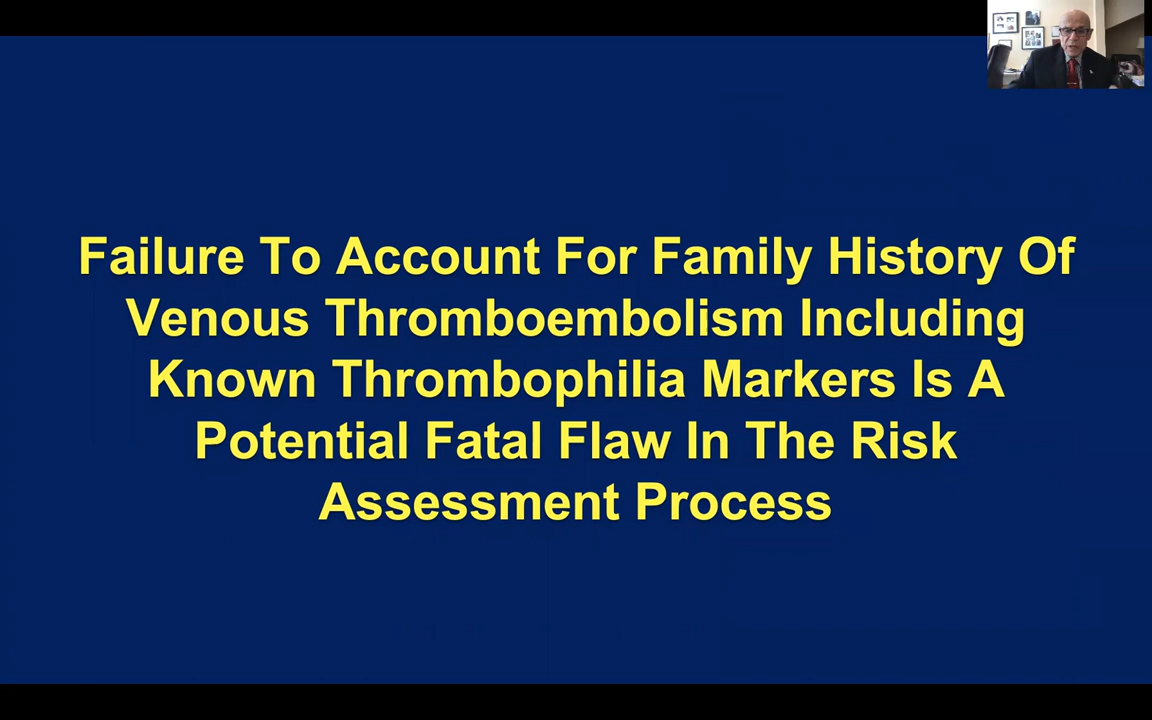 Failure To Account For Family History Of
Venous Thromboembolism Including
Known Thrombophilia Markers Is A
Potential Fatal Flaw In The Risk
Assessment Process